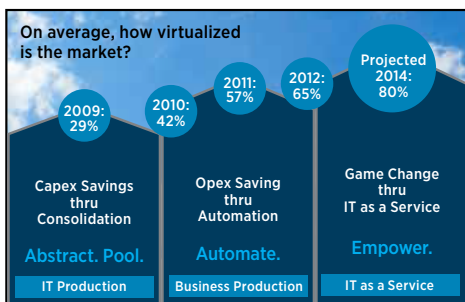 On average, how virtualized
is the market?
2009:
29%
2010:
42%
2011:
57%
2012:
65%
Projected
2014:
80%
Capex Savings
thru
Consolidation
Abstract. Pool.
IT Production
Opex Saving
thru
Automation
Automate.
Business Production
Game Change
thru
IT as a Service
Empower.
IT as a Service